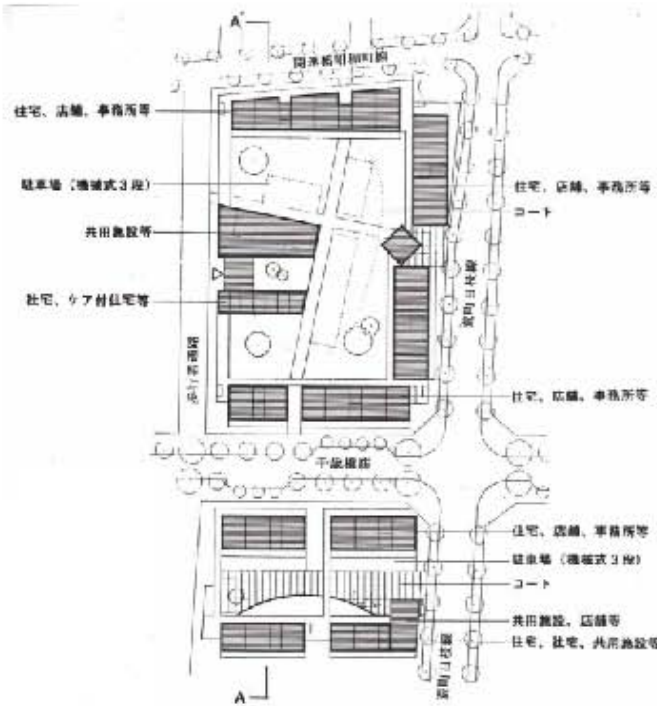 A
住宅、店舗、事務所等
駐車場（機械式３段）
共用施設等
社宅、ケア付住宅等
住宅、店舗、事務所等
コート
住宅、店舗、事務所等
千歳橋線
住宅、店舗、事務所等
駐車場（機械式３段）
コート
共用施設、店舗等
住宅、社宅、共用施設等
A